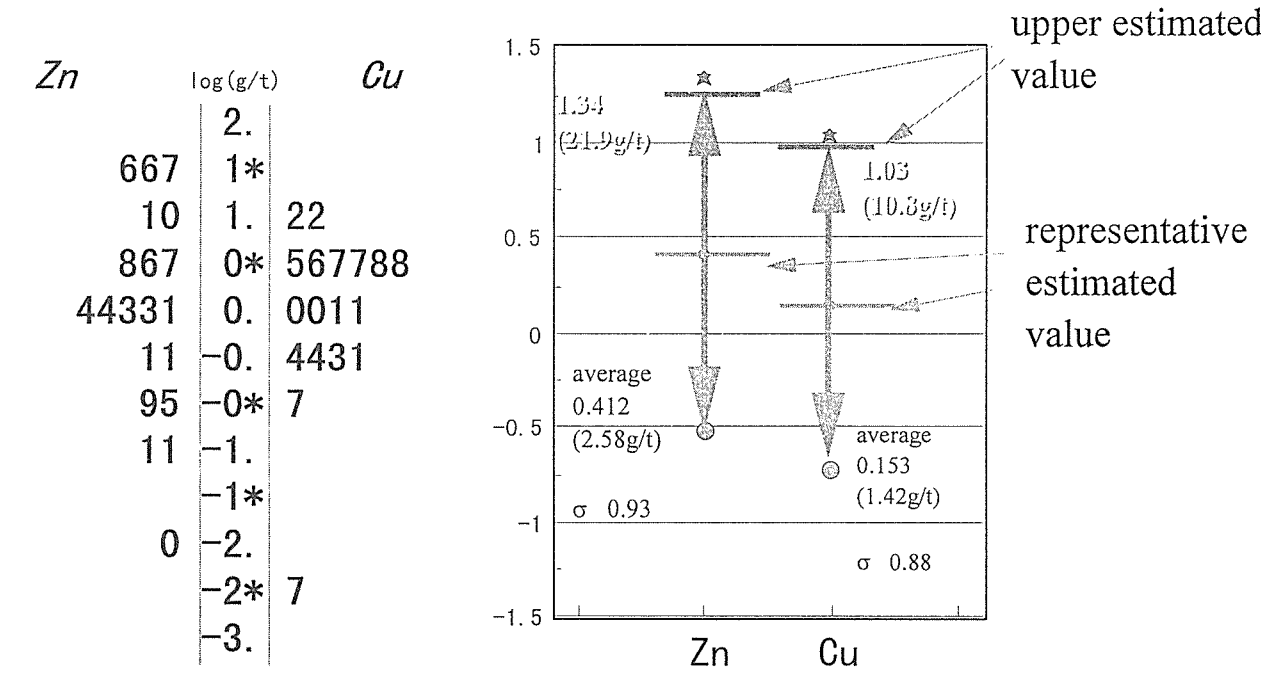 Zn log(g/t) Cu
2.
667 1*
10 1. 22
867 0* 567788
44331 0. 0011
11 -0. 4431
95 -0* 7
11 -1.
-1*
0 -2.
-2* 7
-3.
1.5
1
0.5
0
-0.5
-1
-1.5
1.34
(21.9g/t)
1.03
(10.8g/t)
average
0.412
(2.58g/t)
σ 0.93
average
0.153
(1.42g/t)
σ 0.88
Zn Cu
upper estimated
value
representative
estimated
value